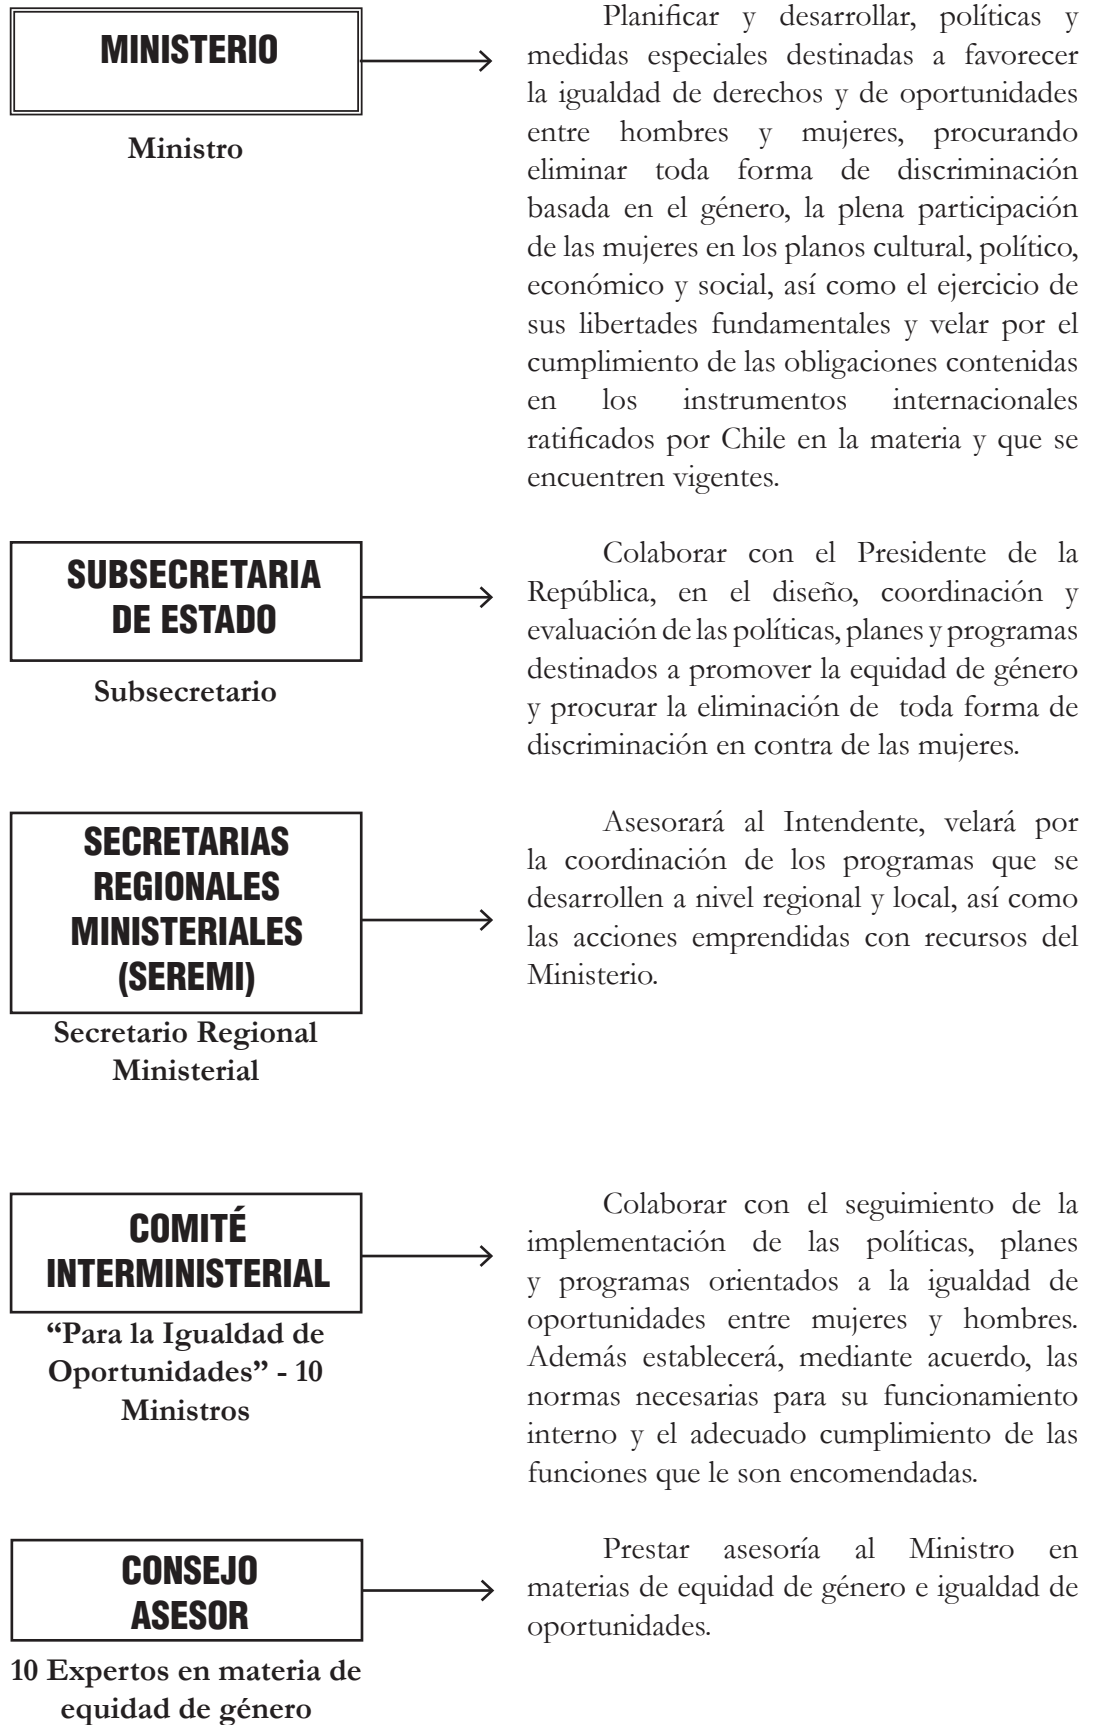 MINISTERIO
Ministro
Planificar y desarrollar, políticas y
medidas especiales destinadas a favorecer
la igualdad de derechos y de oportunidades
entre hombres y mujeres, procurando
eliminar toda forma de discriminación
basada en el género, la plena participación
de las mujeres en los planos cultural, político,
económico y social, así como el ejercicio de
sus libertades fundamentales y velar por el
cumplimiento de las obligaciones contenidas
en los instrumentos internacionales
ratificados por Chile en la materia y que se
encuentren vigentes.
SUBSECRETARIA
DE ESTADO
Subsecretario
Colaborar con el Presidente de la
República, en el diseño, coordinación y
evaluación de las políticas, planes y programas
destinados a promover la equidad de género
y procurar la eliminación de toda forma de
discriminación en contra de las mujeres.
SECRETARIAS
REGIONALES
MINISTERIALES
(SEREMI)
Secretario Regional
Ministerial
Asesorará al Intendente, velará por
la coordinación de los programas que se
desarrollen a nivel regional y local, así como
las acciones emprendidas con recursos del
Ministerio.
COMITÉ
INTERMINISTERIAL
“Para la Igualdad de
Oportunidades” - 10
Ministros
Colaborar con el seguimiento de la
implementación de las políticas, planes
y programas orientados a la igualdad de
oportunidades entre mujeres y hombres.
Además establecerá, mediante acuerdo, las
normas necesarias para su funcionamiento
interno y el adecuado cumplimiento de las
funciones que le son encomendadas.
CONSEJO
ASESOR
10 Expertos en materia de
equidad de género
Prestar asesoría al Ministro en
materias de equidad de género e igualdad de
oportunidades.